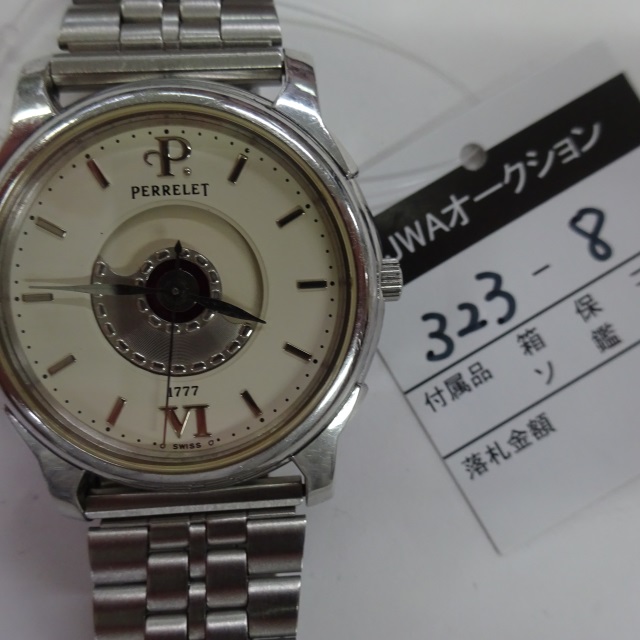 P.
PERRELET
1777
VI
SWISS
JWAオークション
323-8
付属品 箱 保
ソ 鑑
落札金額